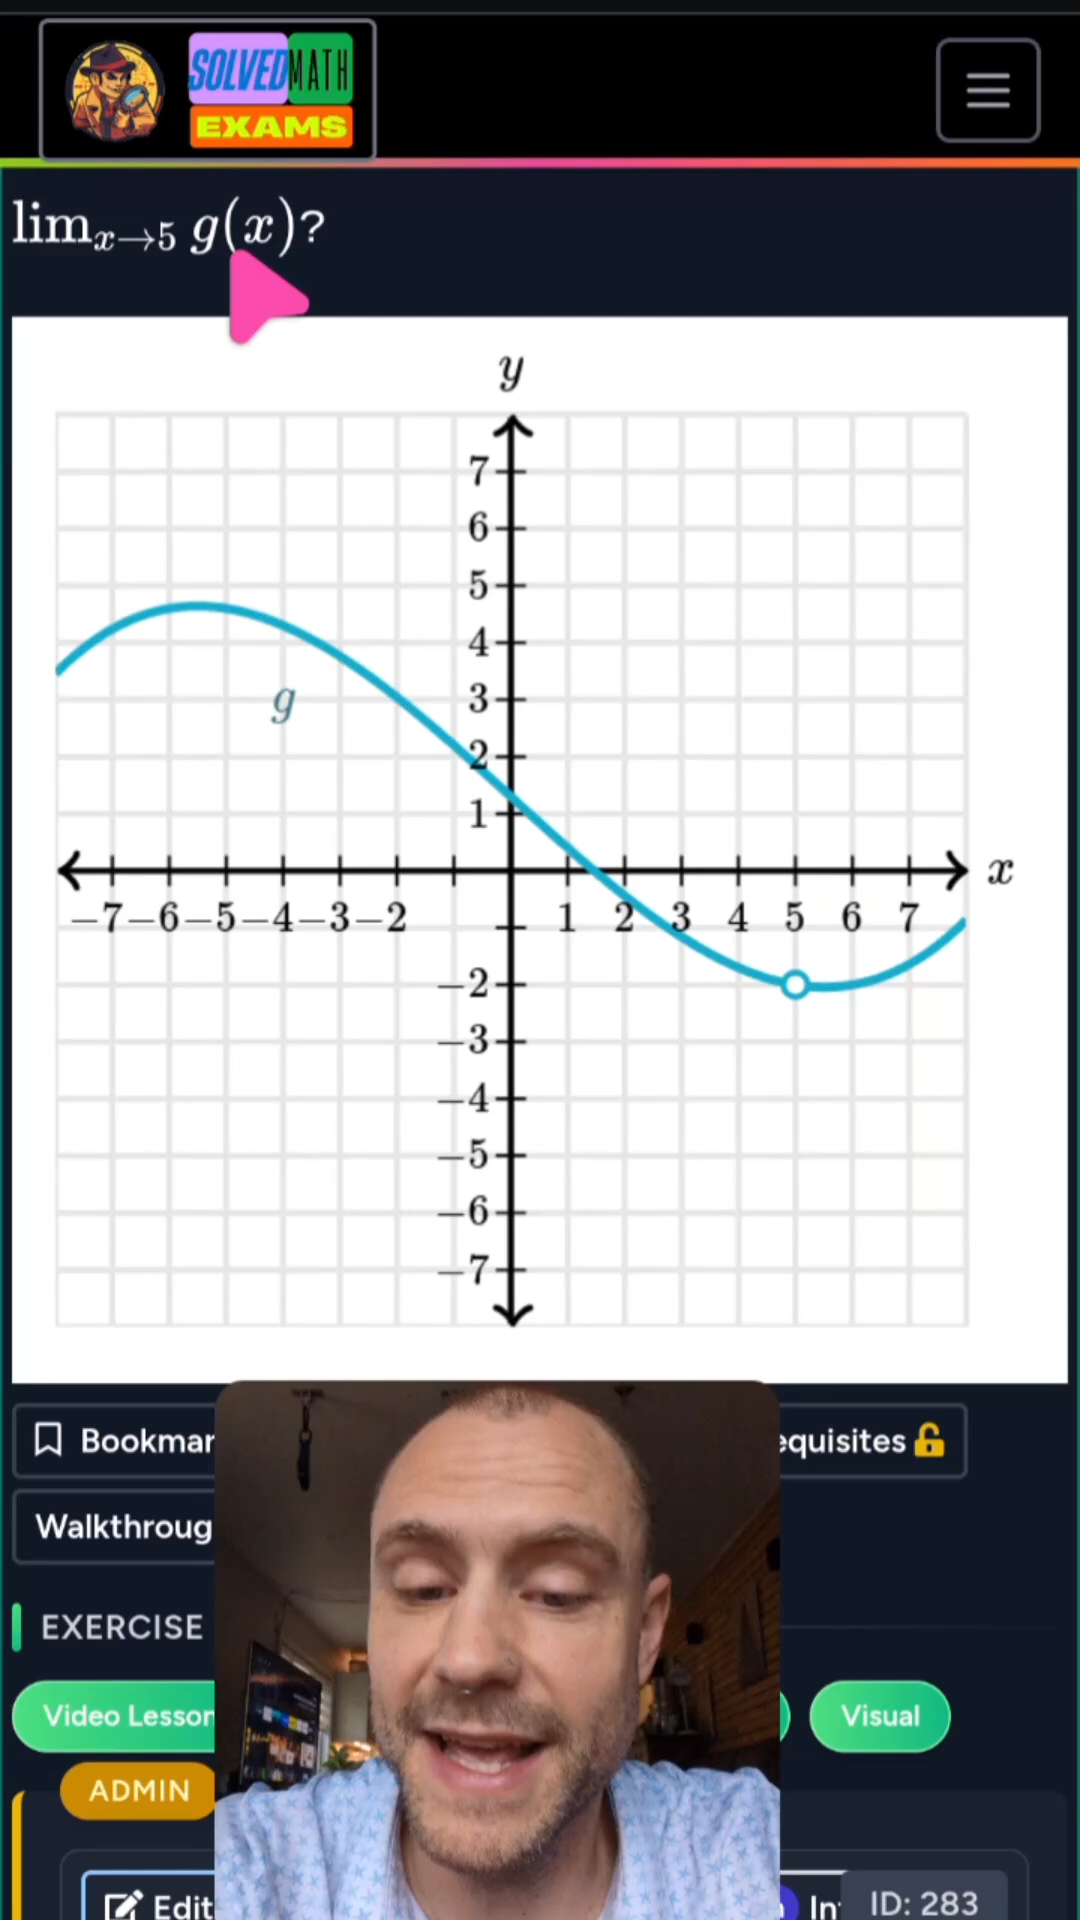 SOLVED MATH
EXAMS
lim_{x→5} g(x)?
y
7
6
5
4
3
2
1
g
x
−7 −6 −5 −4 −3 −2 1 2 3 4 5 6 7
−2
−3
−4
−5
−6
−7
Bookmar
equisites
Walkthroug
EXERCISE
Video Lesson
Visual
ADMIN
Edit
ID: 283